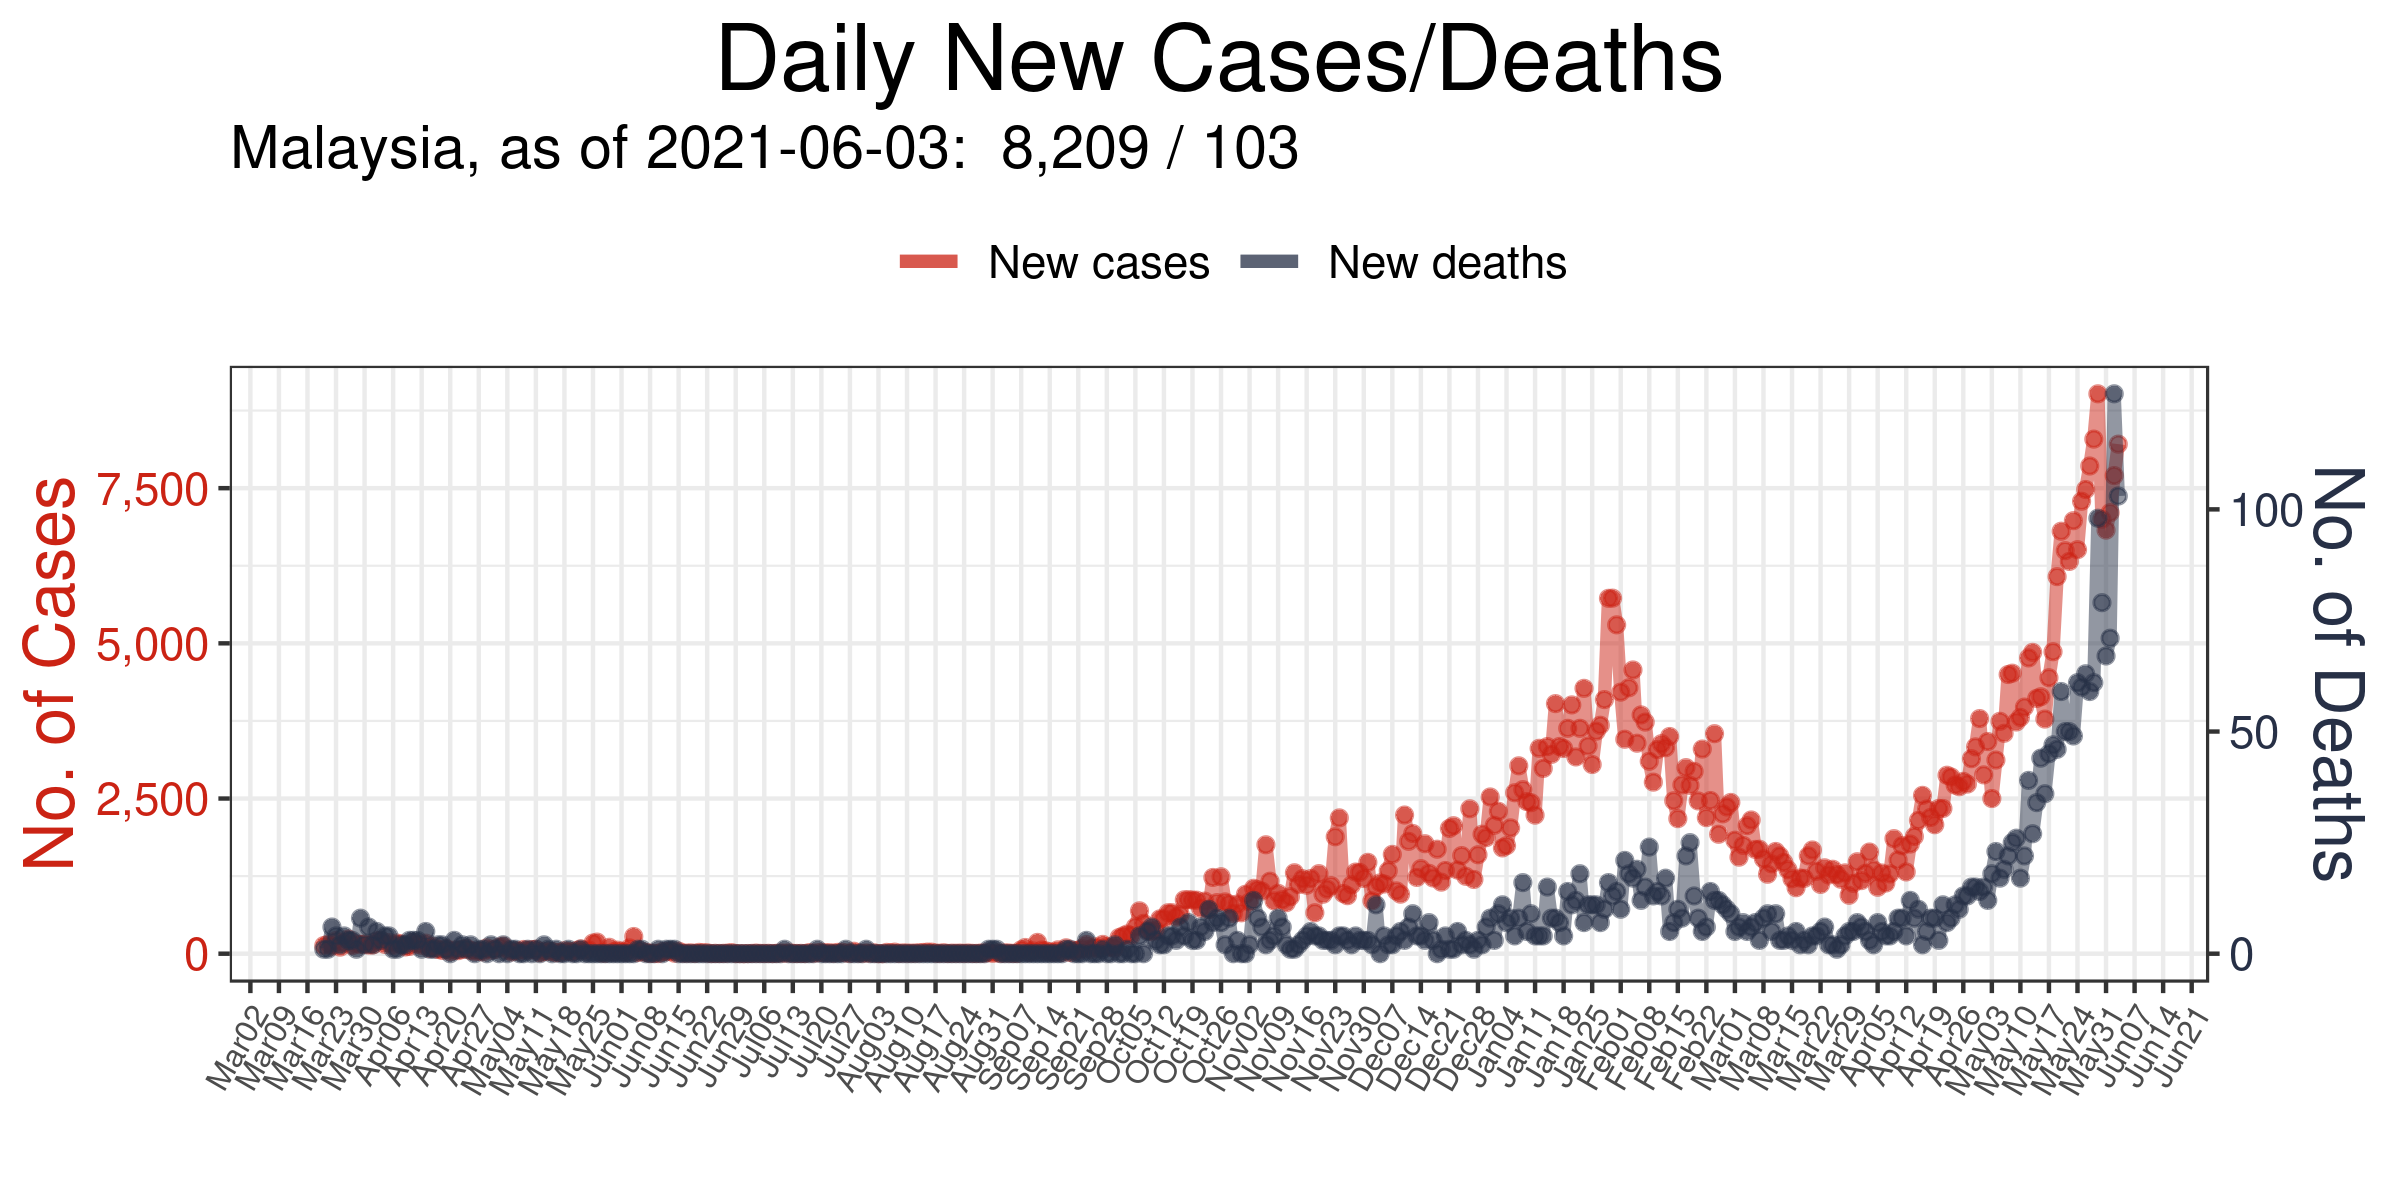 Daily New Cases/Deaths
Malaysia, as of 2021-06-03:  8,209 / 103
New cases
New deaths
No. of Cases
7,500
5,000
2,500
0
No. of Deaths
100
50
0
Mar02
Mar09
Mar16
Mar23
Mar30
Apr06
Apr13
Apr20
Apr27
May04
May11
May18
May25
Jun01
Jun08
Jun15
Jun22
Jun29
Jul06
Jul13
Jul20
Jul27
Aug03
Aug10
Aug17
Aug24
Aug31
Sep07
Sep14
Sep21
Sep28
Oct05
Oct12
Oct19
Oct26
Nov02
Nov09
Nov16
Nov23
Nov30
Dec07
Dec14
Dec21
Dec28
Jan04
Jan11
Jan18
Jan25
Feb01
Feb08
Feb15
Feb22
Mar01
Mar08
Mar15
Mar22
Mar29
Apr05
Apr12
Apr19
Apr26
May03
May10
May17
May24
May31
Jun07
Jun14
Jun21